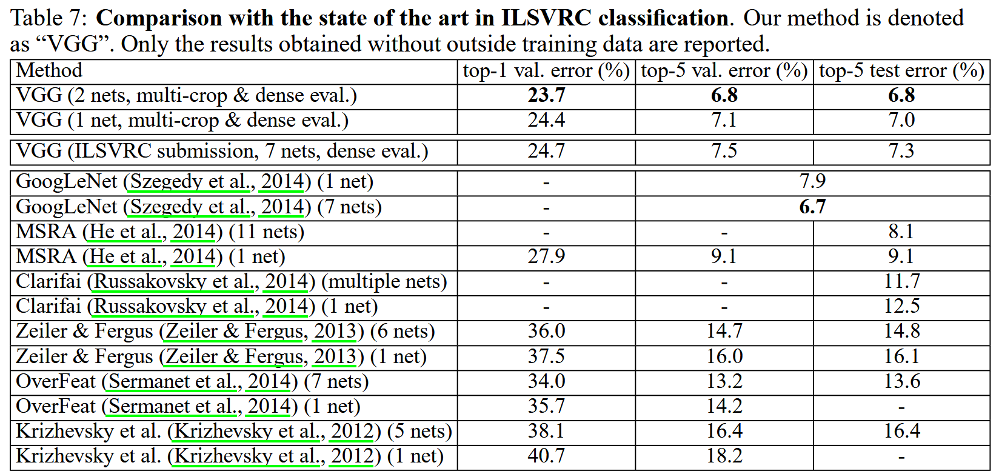 Table 7: Comparison with the state of the art in ILSVRC classification. Our method is denoted
as “VGG”. Only the results obtained without outside training data are reported.
Method top-1 val. error (%) top-5 val. error (%) top-5 test error (%)
VGG (2 nets, multi-crop & dense eval.) 23.7 6.8 6.8
VGG (1 net, multi-crop & dense eval.) 24.4 7.1 7.0
VGG (ILSVRC submission, 7 nets, dense eval.) 24.7 7.5 7.3
GoogLeNet (Szegedy et al., 2014) (1 net) - 7.9
GoogLeNet (Szegedy et al., 2014) (7 nets) - 6.7
MSRA (He et al., 2014) (11 nets) - - 8.1
MSRA (He et al., 2014) (1 net) 27.9 9.1 9.1
Clarifai (Russakovsky et al., 2014) (multiple nets) - - 11.7
Clarifai (Russakovsky et al., 2014) (1 net) - - 12.5
Zeiler & Fergus (Zeiler & Fergus, 2013) (6 nets) 36.0 14.7 14.8
Zeiler & Fergus (Zeiler & Fergus, 2013) (1 net) 37.5 16.0 16.1
OverFeat (Sermanet et al., 2014) (7 nets) 34.0 13.2 13.6
OverFeat (Sermanet et al., 2014) (1 net) 35.7 14.2 -
Krizhevsky et al. (Krizhevsky et al., 2012) (5 nets) 38.1 16.4 16.4
Krizhevsky et al. (Krizhevsky et al., 2012) (1 net) 40.7 18.2 -